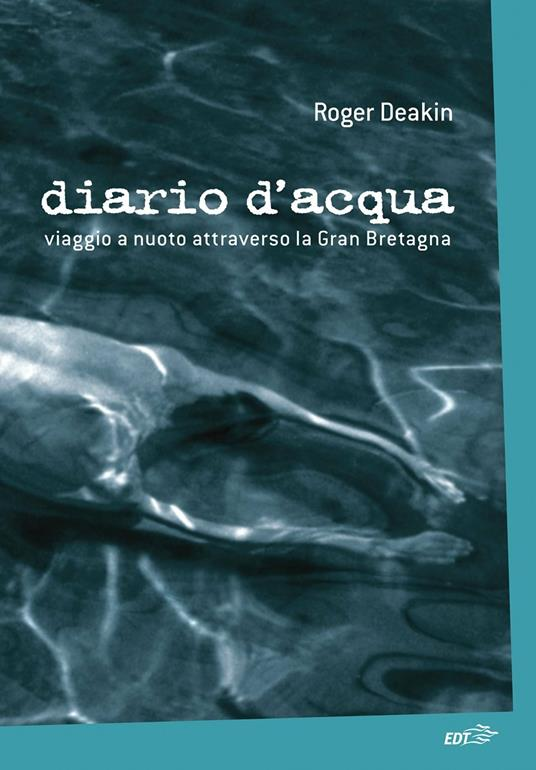 Roger Deakin
diario d'acqua
viaggio a nuoto attraverso la Gran Bretagna
EDT